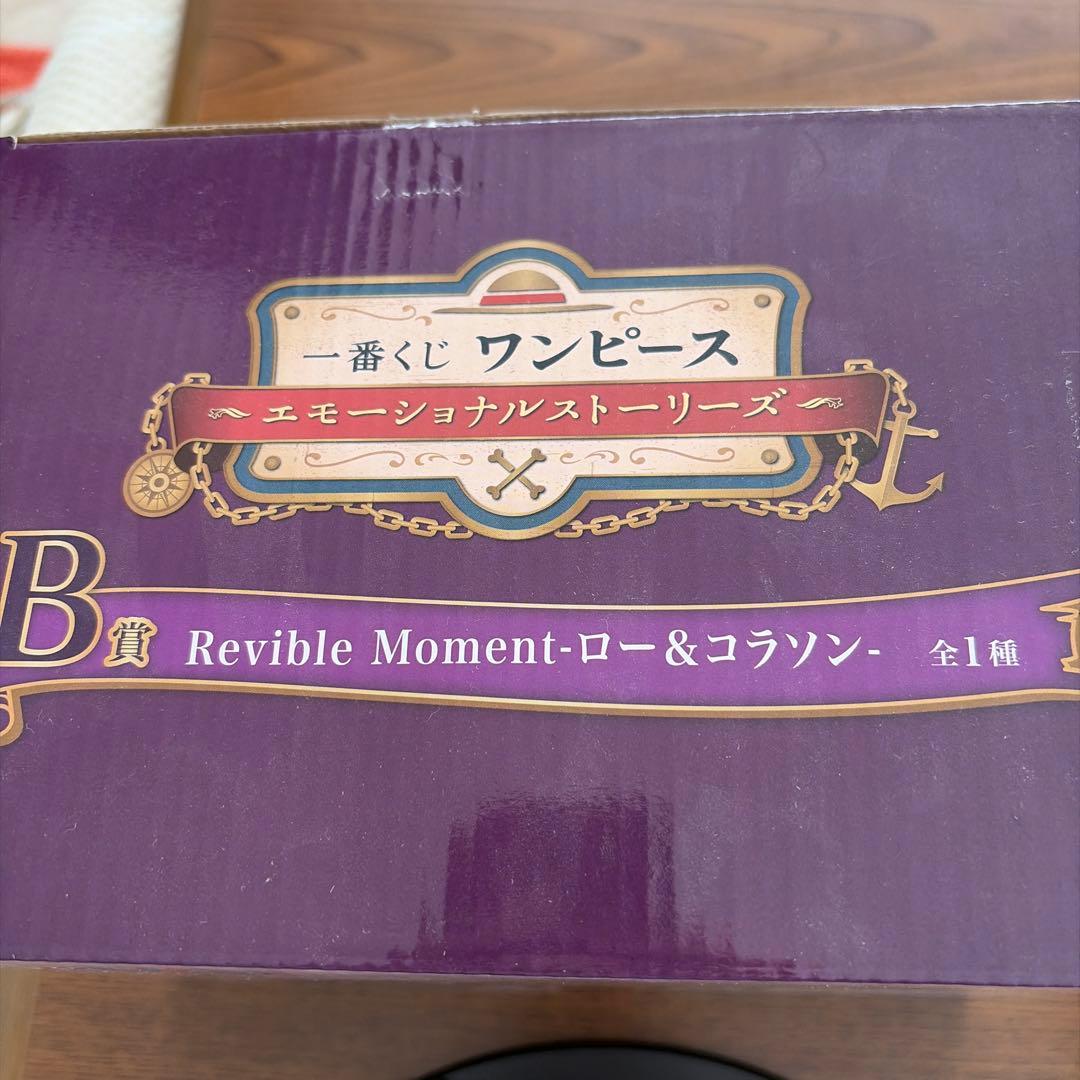 一番くじ ワンピース
エモーショナルストーリーズ
B賞 Revible Moment-ロー&コラソン- 全1種